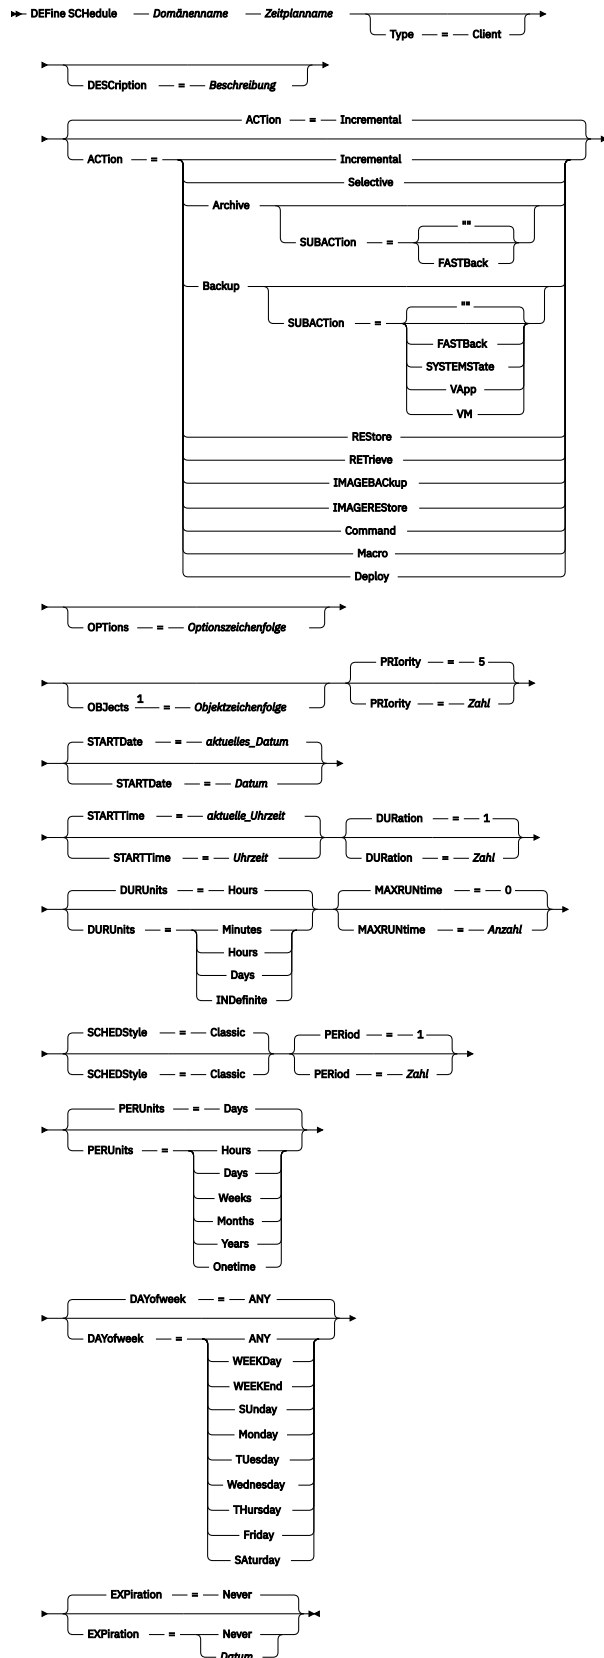 DEFine SCHedule — Domänenname — Zeitplanname
Type — = — Client
DESCription — = — Beschreibung
ACTion — = — Incremental
ACTion — = — Incremental
Selective
Archive
""
SUBACTion — =
FASTBack
Backup
""
SUBACTion — =
FASTBack
SYSTEMSTate
VApp
VM
REStore
RETrieve
IMAGEBACkup
IMAGEREStore
Command
Macro
Deploy
OPTions — = — Optionszeichenfolge
PRIority — = — 5
OBJects 1 — = — Objektzeichenfolge PRIority — = — Zahl
STARTDate — = — aktuelles_Datum
STARTDate — = — Datum
STARTTime — = — aktuelle_Uhrzeit DURation — = — 1
STARTTime — = — Uhrzeit DURation — = — Zahl
DURUnits — = — Hours MAXRUNtime — = — 0
DURUnits — = — Minutes MAXRUNtime — = — Anzahl
Hours
Days
INDefinite
SCHEDStyle — = — Classic PERiod — = — 1
SCHEDStyle — = — Classic PERiod — = — Zahl
PERUnits — = — Days
PERUnits — = — Hours
Days
Weeks
Months
Years
Onetime
DAYofweek — = — ANY
DAYofweek — = — ANY
WEEKDay
WEEKEnd
SUnday
Monday
TUesday
Wednesday
THursday
Friday
SAturday
EXPiration — = — Never
EXPiration — = — Never
Datum